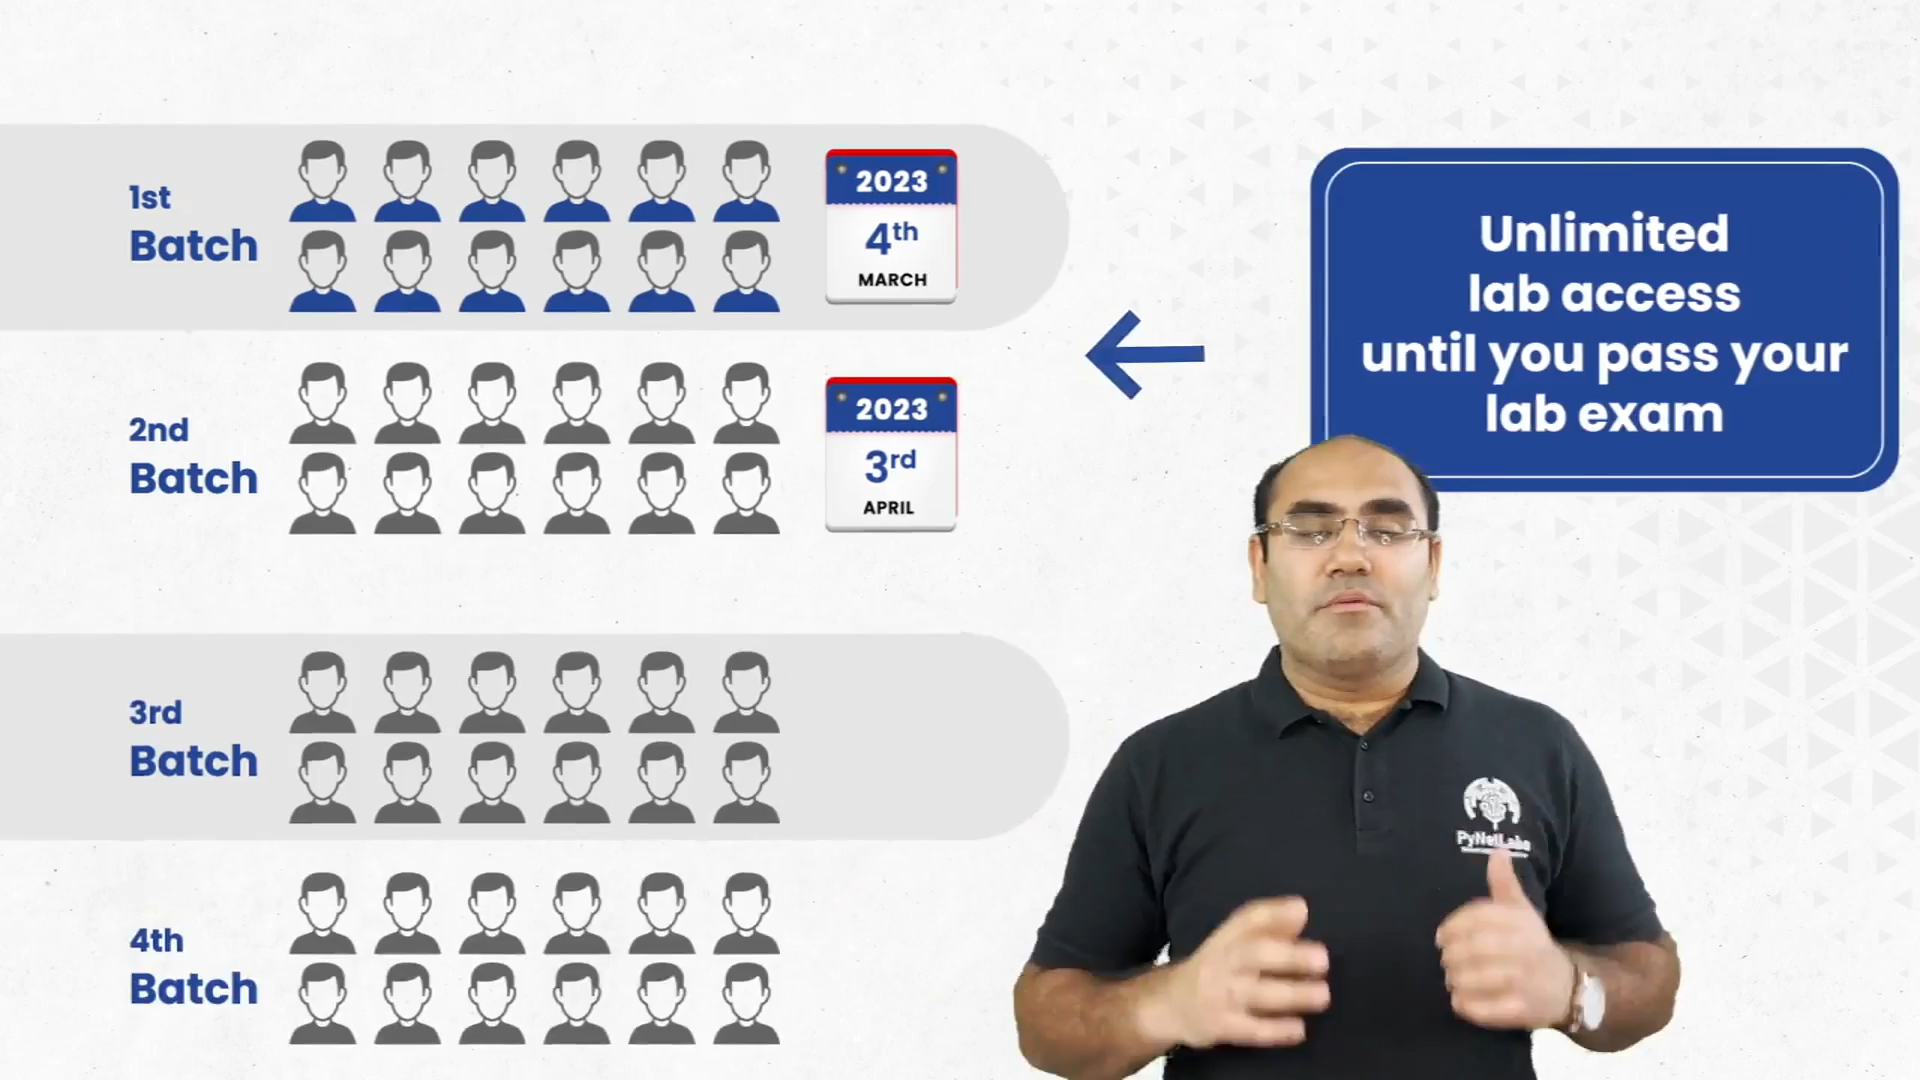 1st
Batch
2023
4th
MARCH
2nd
Batch
2023
3rd
APRIL
3rd
Batch
4th
Batch
Unlimited
lab access
until you pass your
lab exam
PyNetLabs